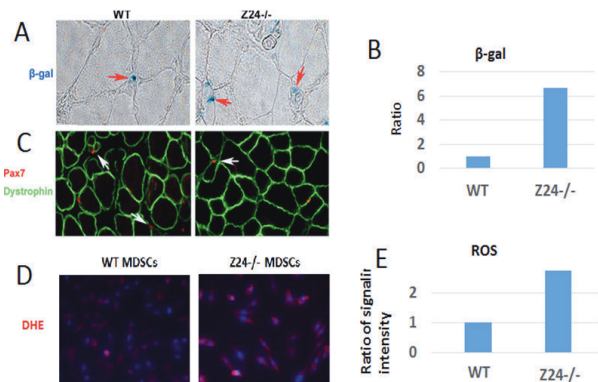 A
WT
Z24-/-
β-gal
C
Pax7
Dystrophin
D
WT MDSCs
Z24-/- MDSCs
DHE
B
β-gal
Ratio
8
6
4
2
0
WT
Z24-/-
E
ROS
Ratio of signalli
intensity
2
1
0
WT
Z24-/-